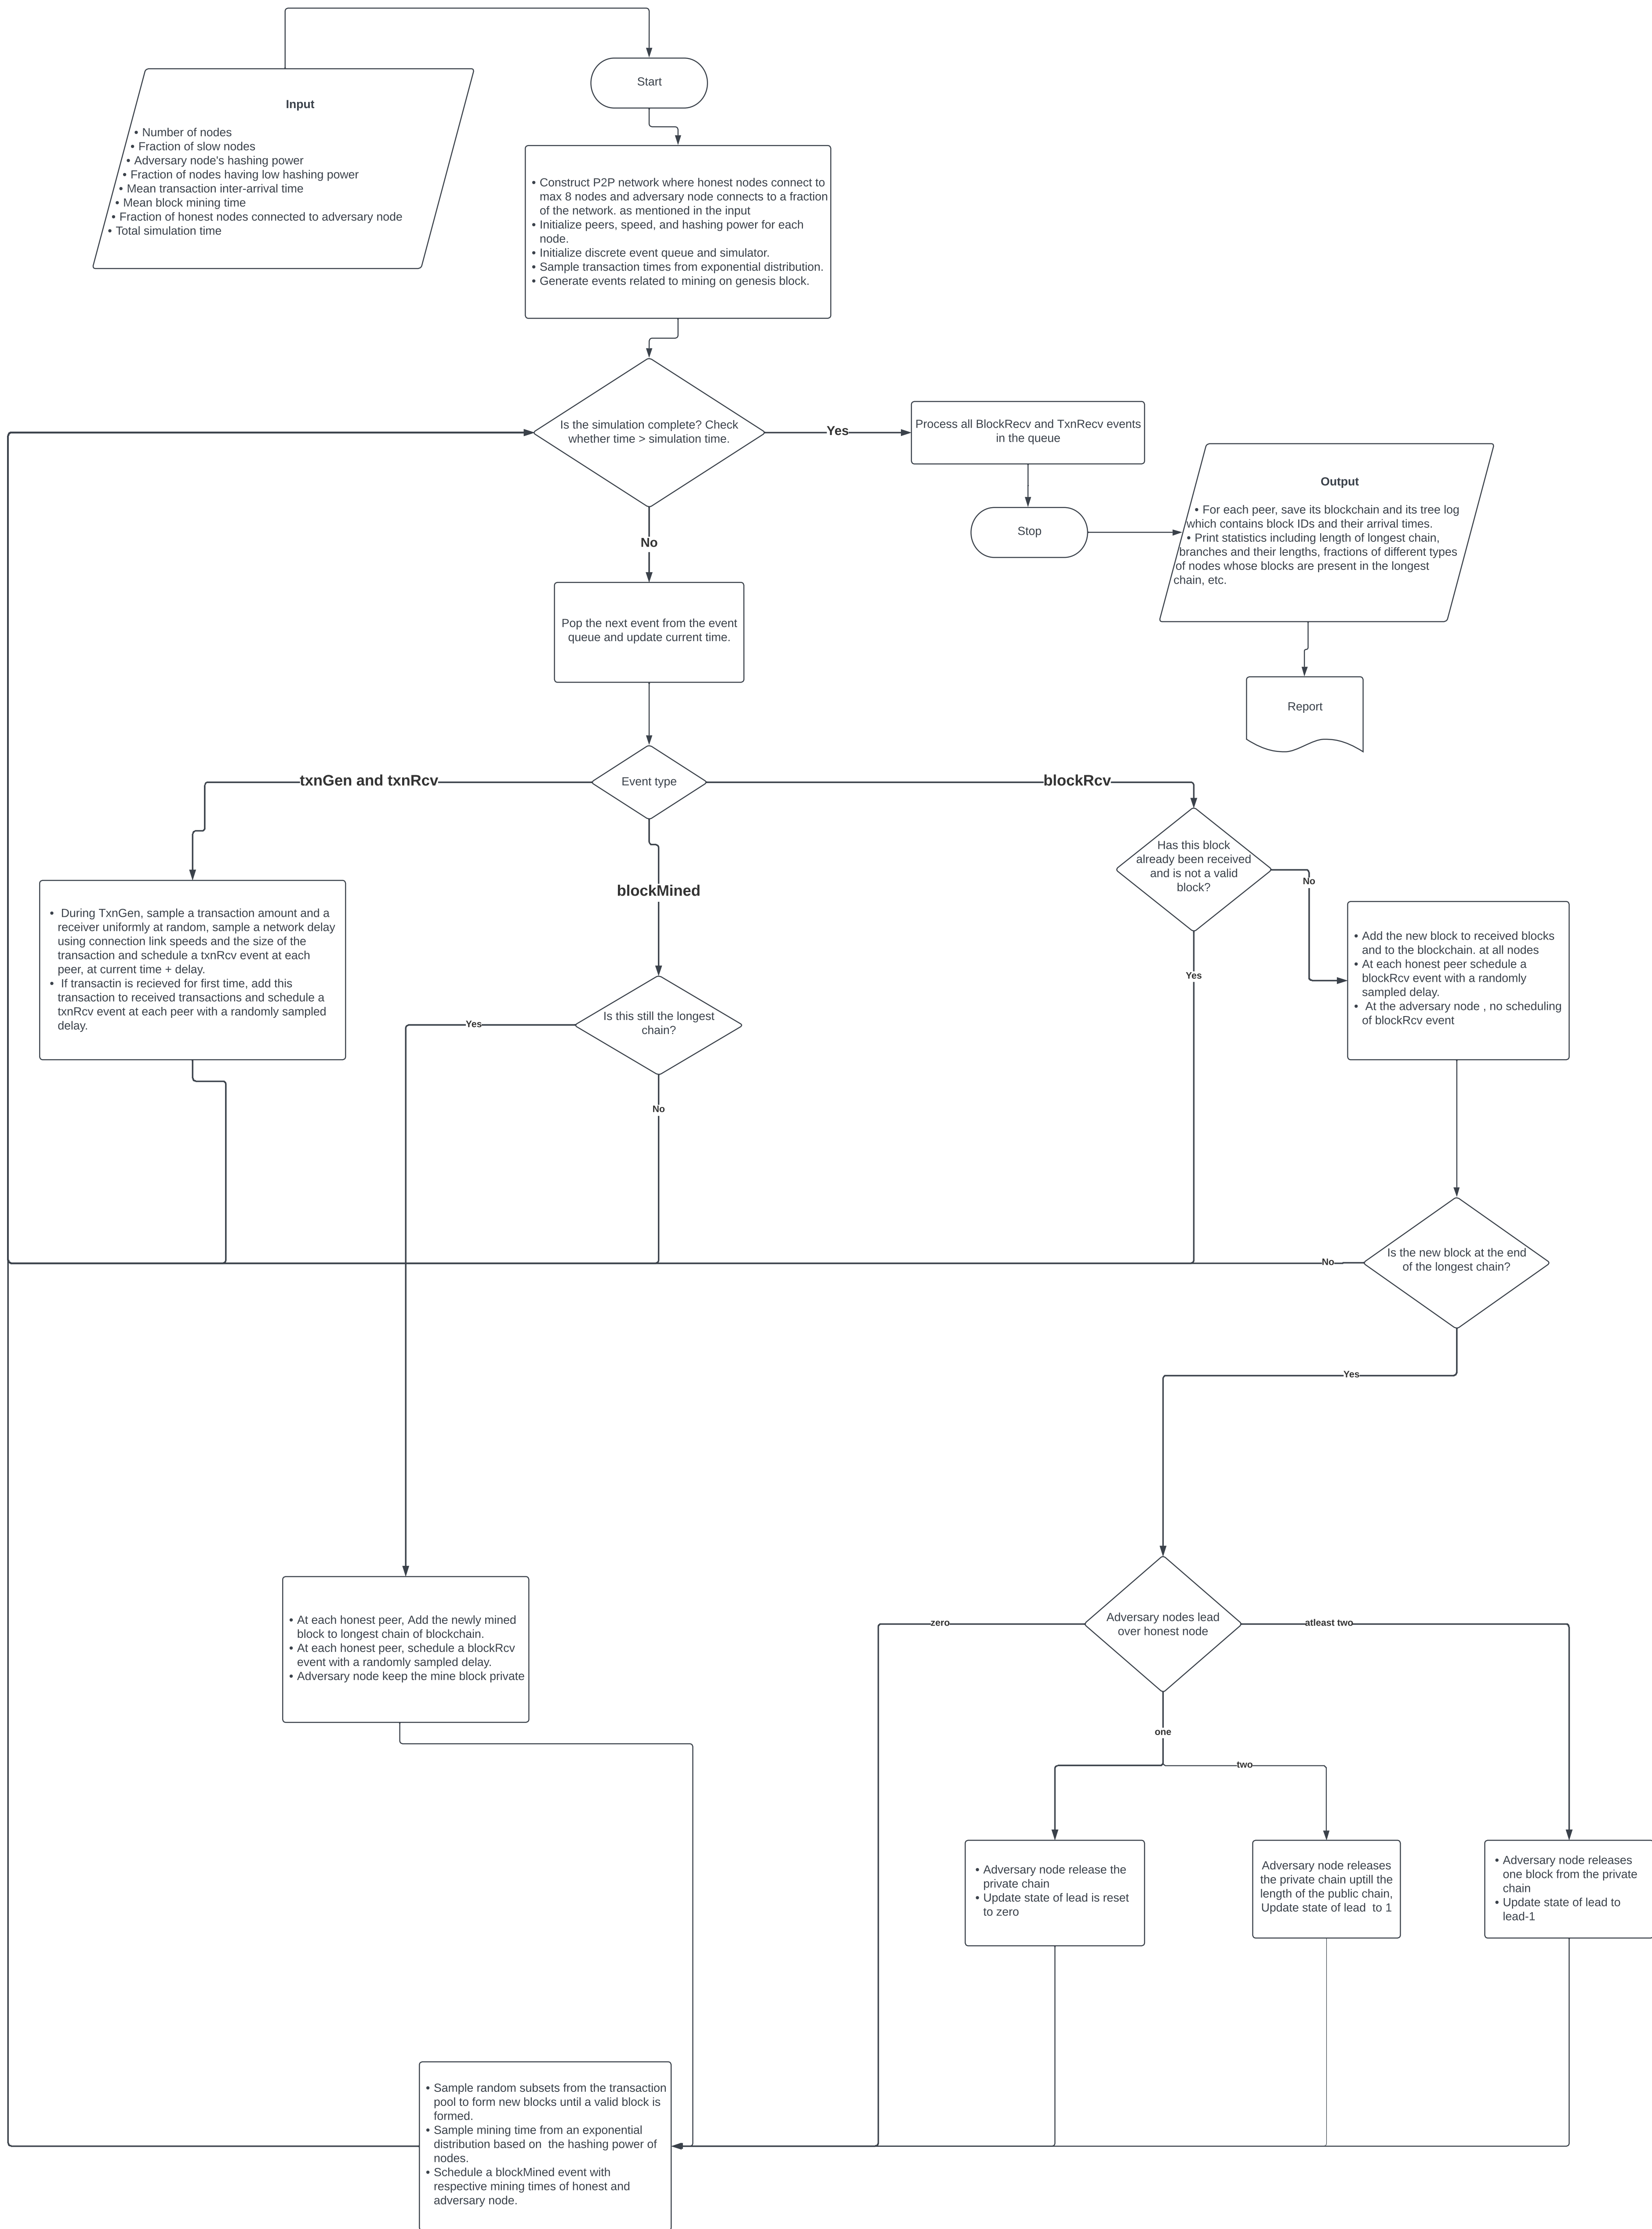 Start
Input
• Number of nodes
• Fraction of slow nodes
• Adversary node's hashing power
• Fraction of nodes having low hashing power
• Mean transaction inter-arrival time
• Mean block mining time
• Fraction of honest nodes connected to adversary node
• Total simulation time
• Construct P2P network where honest nodes connect to
max 8 nodes and adversary node connects to a fraction
of the network. as mentioned in the input
• Initialize peers, speed, and hashing power for each
node.
• Initialize discrete event queue and simulator.
• Sample transaction times from exponential distribution.
• Generate events related to mining on genesis block.
Is the simulation complete? Check
whether time > simulation time.
Yes
Process all BlockRecv and TxnRecv events
in the queue
Stop
Output
• For each peer, save its blockchain and its tree log
which contains block IDs and their arrival times.
• Print statistics including length of longest chain,
branches and their lengths, fractions of different types
of nodes whose blocks are present in the longest
chain, etc.
Report
No
Pop the next event from the event
queue and update current time.
Event type
txnGen and txnRcv
blockRcv
blockMined
• During TxnGen, sample a transaction amount and a
receiver uniformly at random, sample a network delay
using connection link speeds and the size of the
transaction and schedule a txnRcv event at each
peer, at current time + delay.
• If transactin is recieved for first time, add this
transaction to received transactions and schedule a
txnRcv event at each peer with a randomly sampled
delay.
Is this still the longest
chain?
Yes
No
Has this block
already been received
and is not a valid
block?
No
Yes
• Add the new block to received blocks
and to the blockchain. at all nodes
• At each honest peer schedule a
blockRcv event with a randomly
sampled delay.
• At the adversary node , no scheduling
of blockRcv event
Is the new block at the end
of the longest chain?
No
Yes
• At each honest peer, Add the newly mined
block to longest chain of blockchain.
• At each honest peer, schedule a blockRcv
event with a randomly sampled delay.
• Adversary node keep the mine block private
Adversary nodes lead
over honest node
zero
atleast two
one
two
• Adversary node release the
private chain
• Update state of lead is reset
to zero
Adversary node releases
the private chain uptill the
length of the public chain,
Update state of lead to 1
• Adversary node releases
one block from the private
chain
• Update state of lead to
lead-1
• Sample random subsets from the transaction
pool to form new blocks until a valid block is
formed.
• Sample mining time from an exponential
distribution based on the hashing power of
nodes.
• Schedule a blockMined event with
respective mining times of honest and
adversary node.